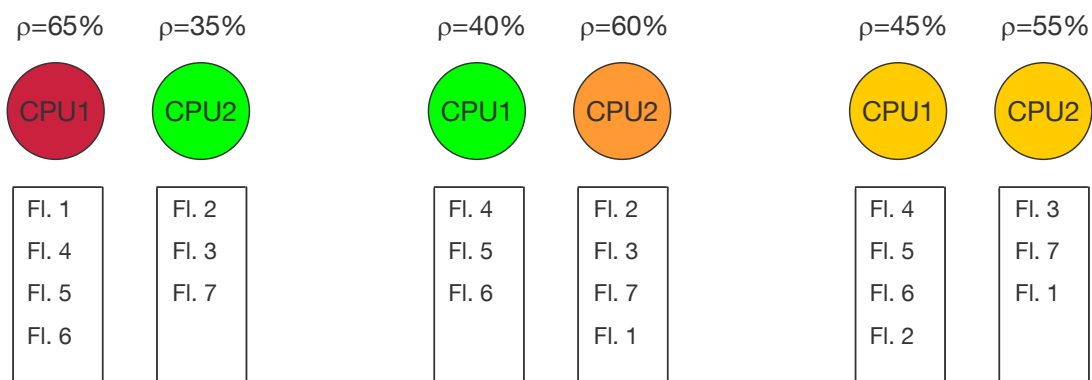 ρ=65% ρ=35% ρ=40% ρ=60% ρ=45% ρ=55%
CPU1 CPU2 CPU1 CPU2 CPU1 CPU2
Fl. 1 Fl. 2 Fl. 4 Fl. 2 Fl. 4 Fl. 3
Fl. 4 Fl. 3 Fl. 5 Fl. 3 Fl. 5 Fl. 7
Fl. 5 Fl. 7 Fl. 6 Fl. 7 Fl. 6 Fl. 1
Fl. 6 Fl. 1 Fl. 2